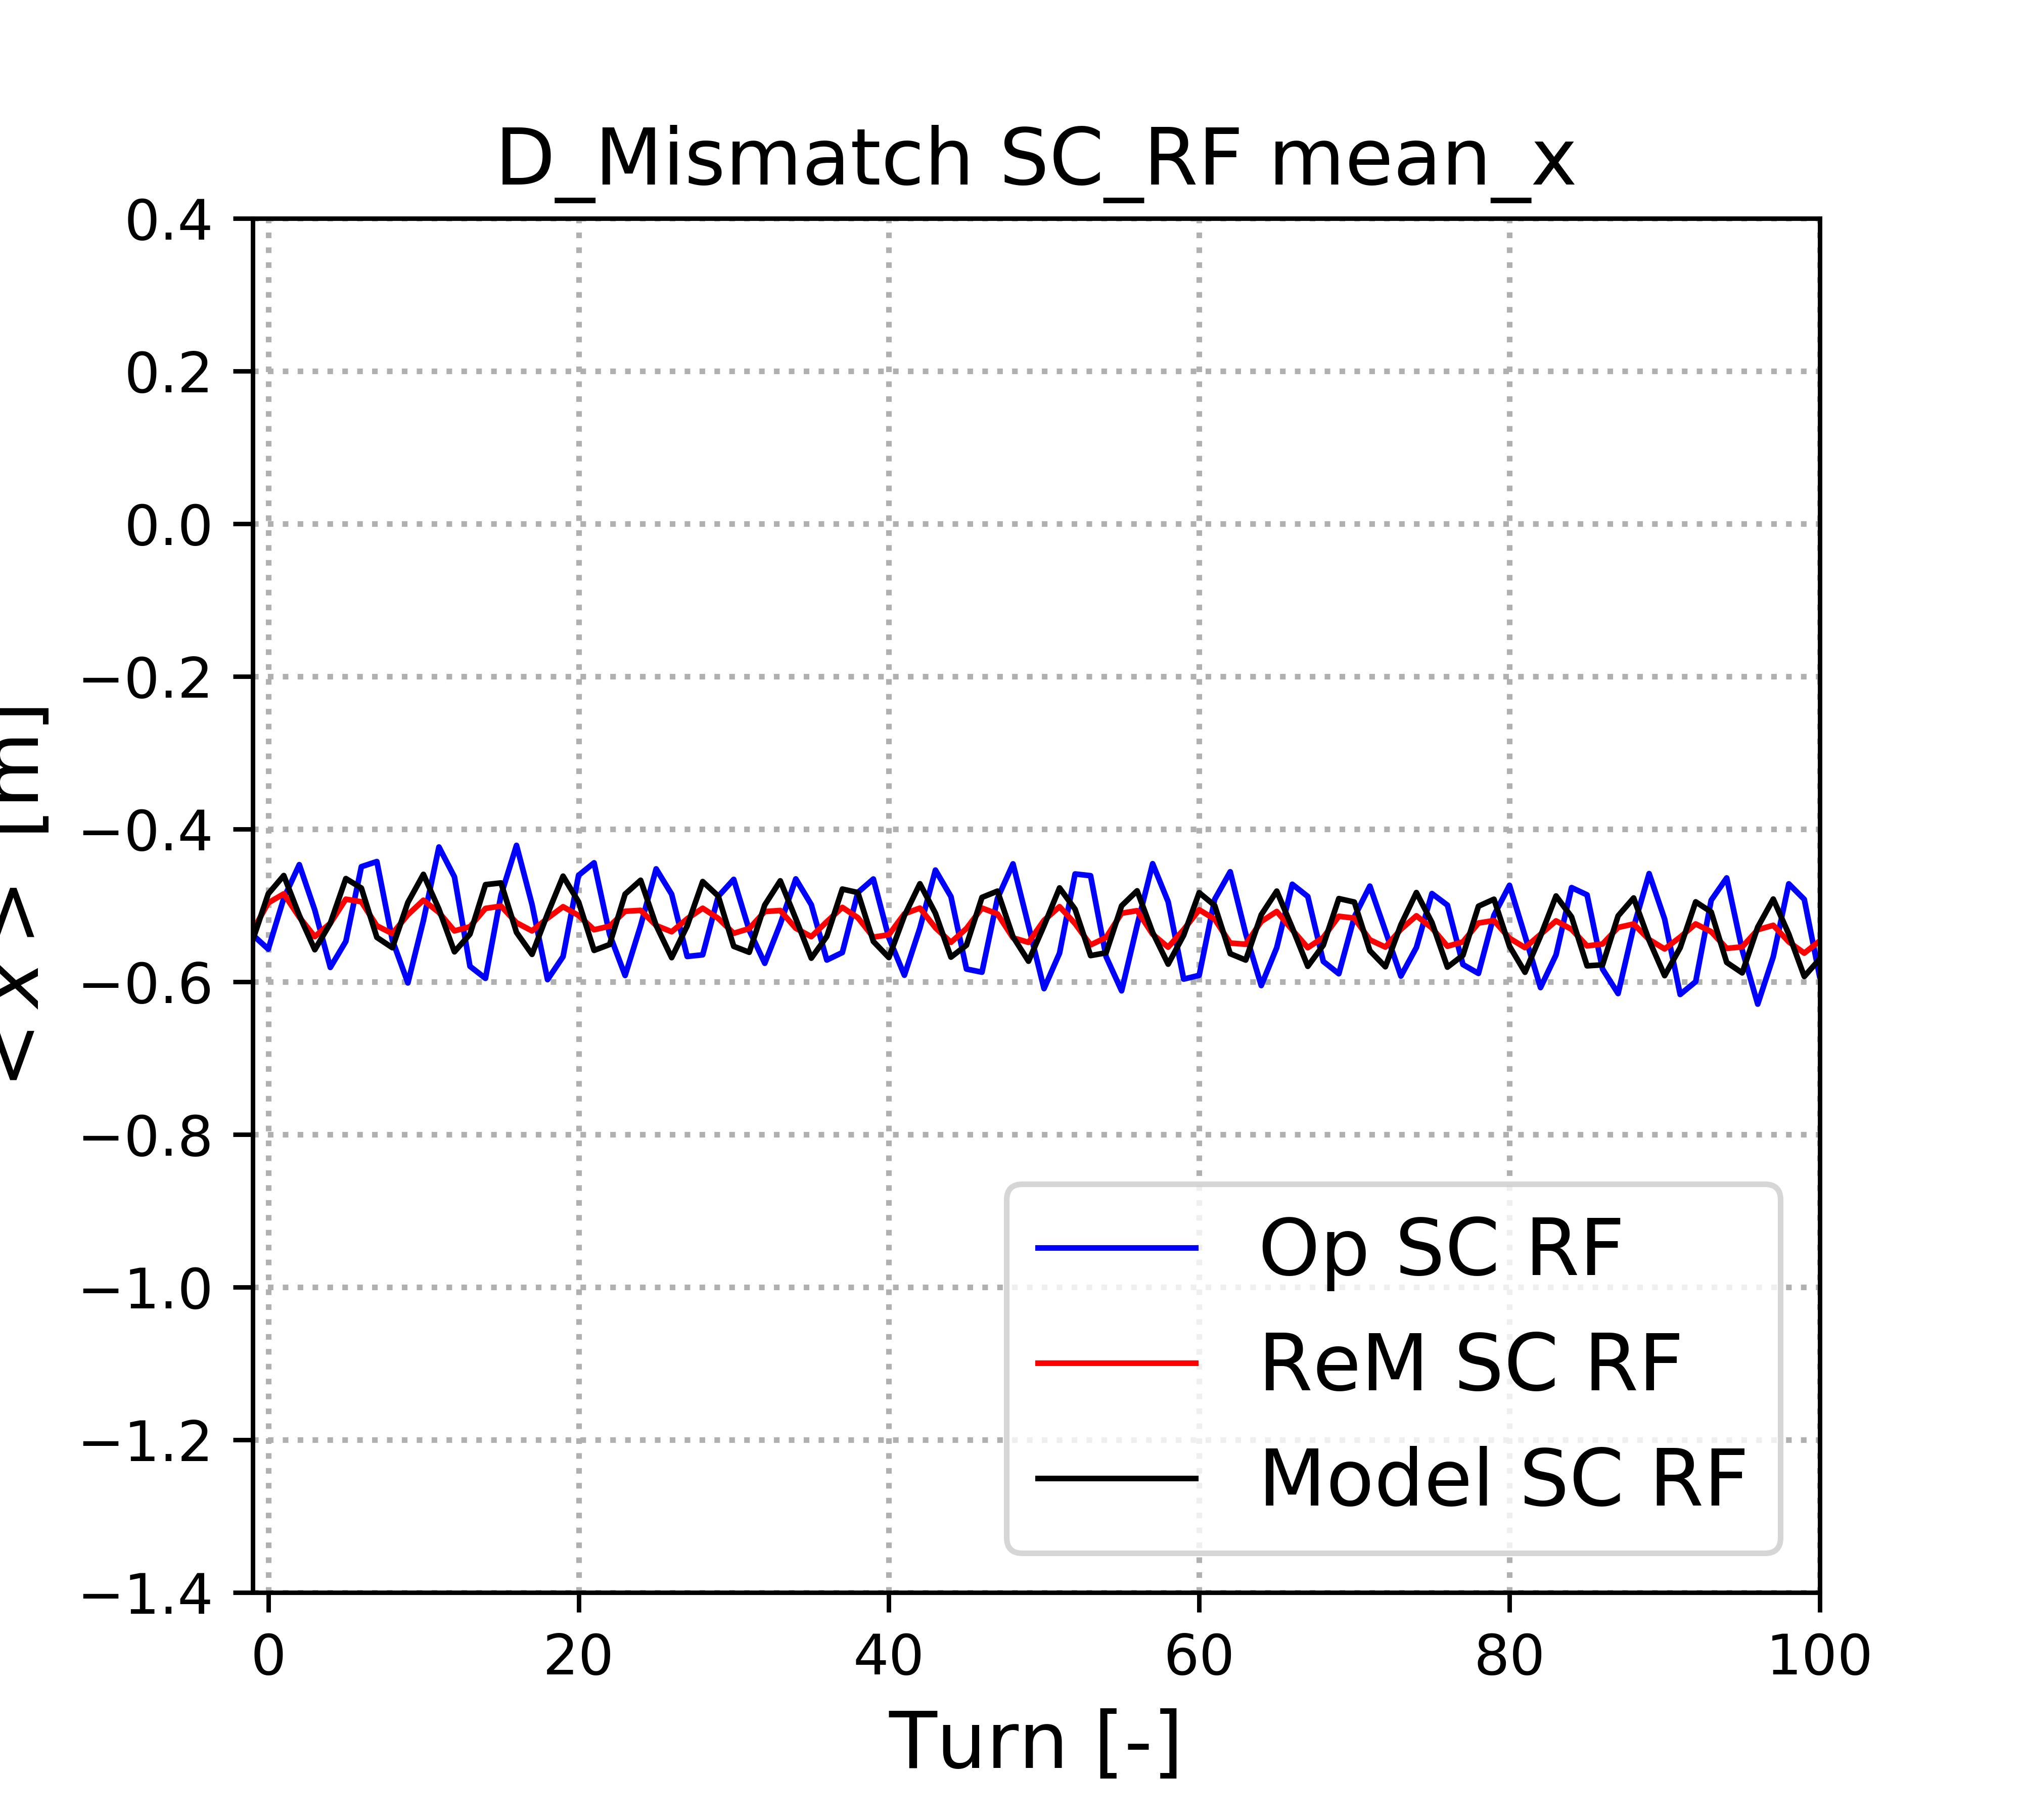 D_Mismatch SC_RF mean_x
0.4
0.2
0.0
−0.2
−0.4
−0.6
−0.8
−1.0
−1.2
−1.4
< x > [m]
0 20 40 60 80 100
Turn [-]
Op SC RF
ReM SC RF
Model SC RF